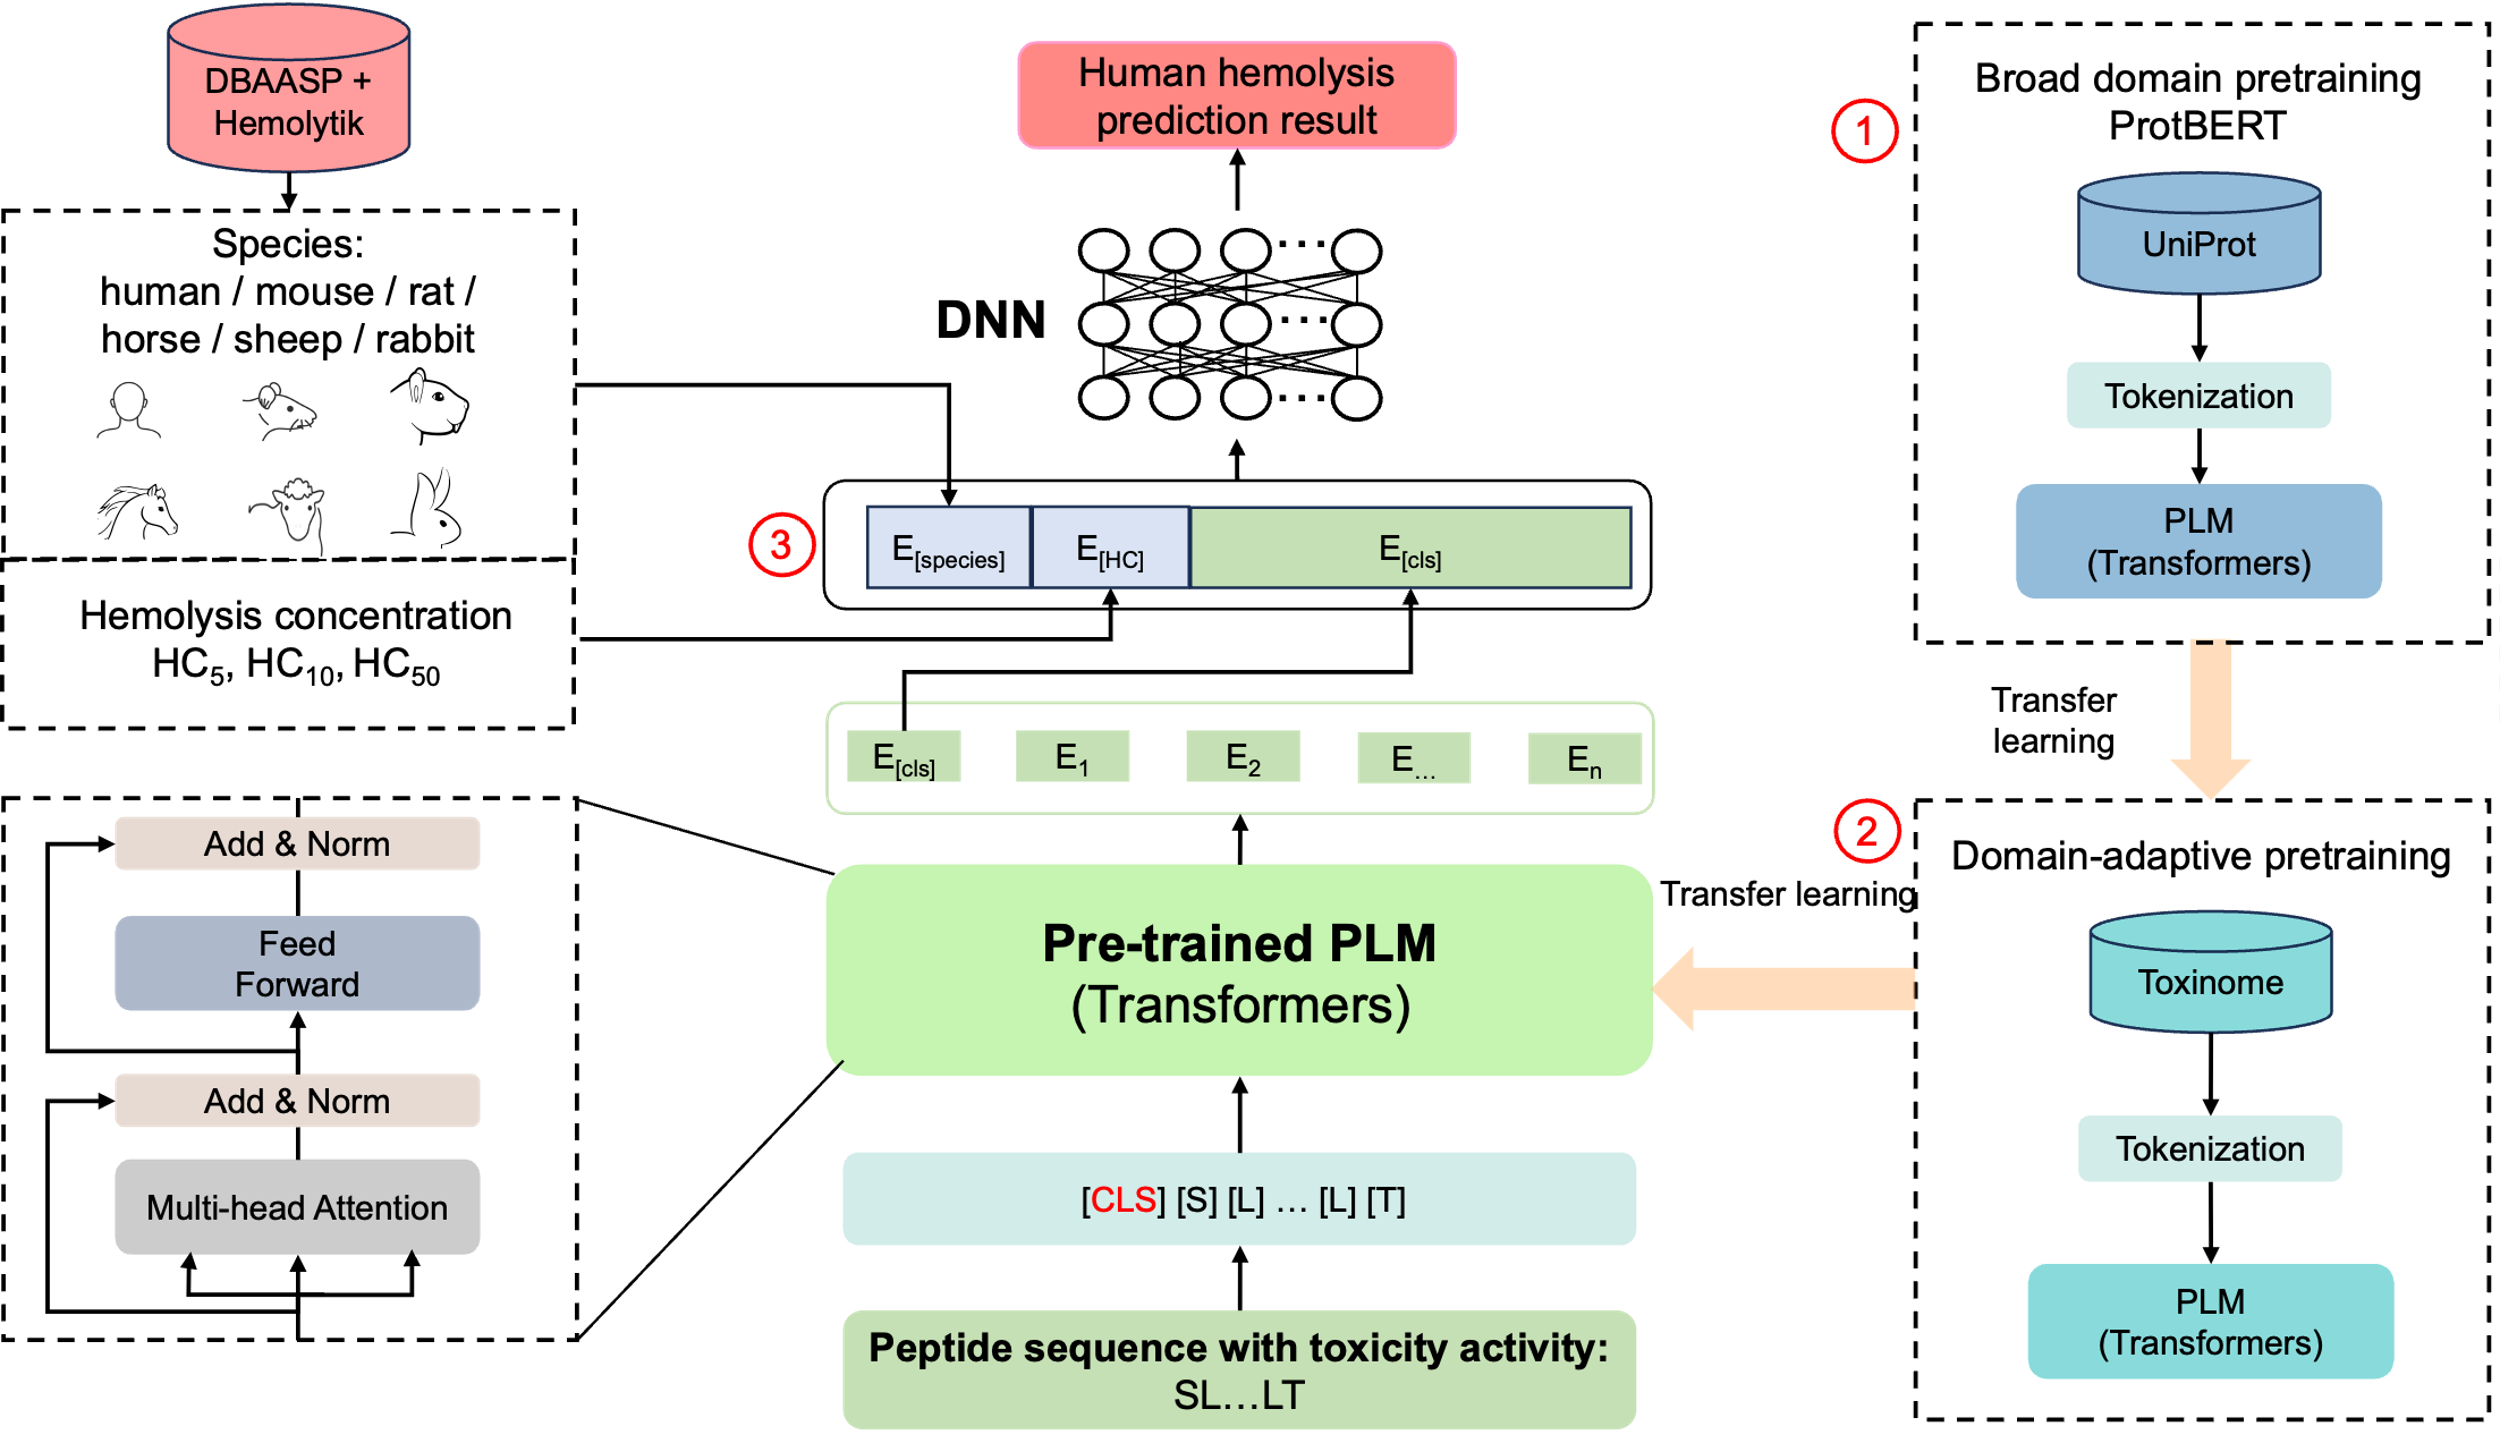 DBAASP +
Hemolytik
Species:
human / mouse / rat /
horse / sheep / rabbit
Hemolysis concentration
HC5, HC10, HC50
Add & Norm
Feed
Forward
Add & Norm
Multi-head Attention
Human hemolysis
prediction result
DNN
3
E[species]
E[HC]
E[cls]
E[cls]
E1
E2
E...
En
Pre-trained PLM
(Transformers)
[CLS] [S] [L] ... [L] [T]
Peptide sequence with toxicity activity:
SL...LT
1
Broad domain pretraining
ProtBERT
UniProt
Tokenization
PLM
(Transformers)
Transfer
learning
2
Domain-adaptive pretraining
Transfer learning
Toxinome
Tokenization
PLM
(Transformers)